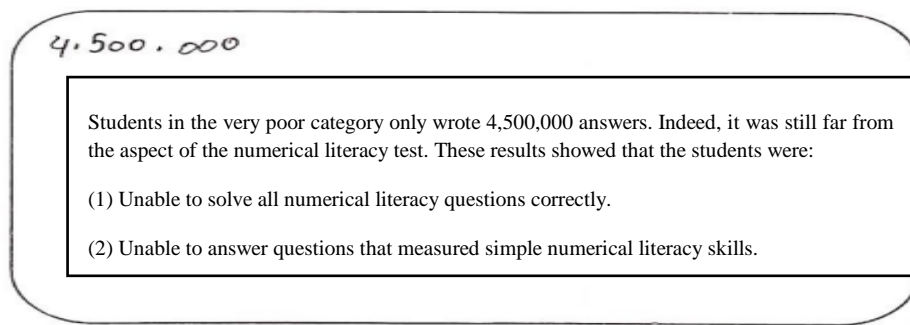 4.500.000
Students in the very poor category only wrote 4,500,000 answers. Indeed, it was still far from
the aspect of the numerical literacy test. These results showed that the students were:
(1) Unable to solve all numerical literacy questions correctly.
(2) Unable to answer questions that measured simple numerical literacy skills.